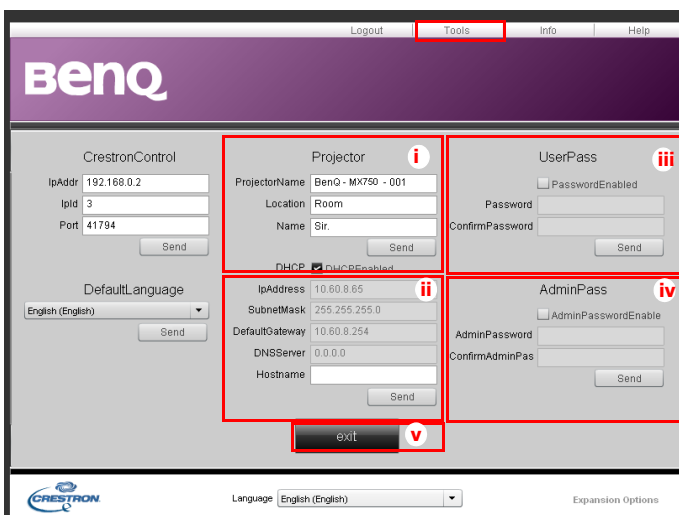 Logout Tools Info Help
BenQ
CrestronControl
IpAddr 192.168.0.2
IpId 3
Port 41794
Send
DefaultLanguage
English (English)
Send
Projector i
ProjectorName BenQ - MX750 - 001
Location Room
Name Sir.
Send
DHCP DHCPEnabled
ii
IpAddress 10.60.8.65
SubnetMask 255.255.255.0
DefaultGateway 10.60.8.254
DNSServer 0.0.0.0
Hostname
Send
UserPass iii
PasswordEnabled
Password
ConfirmPassword
Send
AdminPass iv
AdminPasswordEnable
AdminPassword
ConfirmAdminPas
Send
exit v
CRESTRON
Language English (English)
Expansion Options